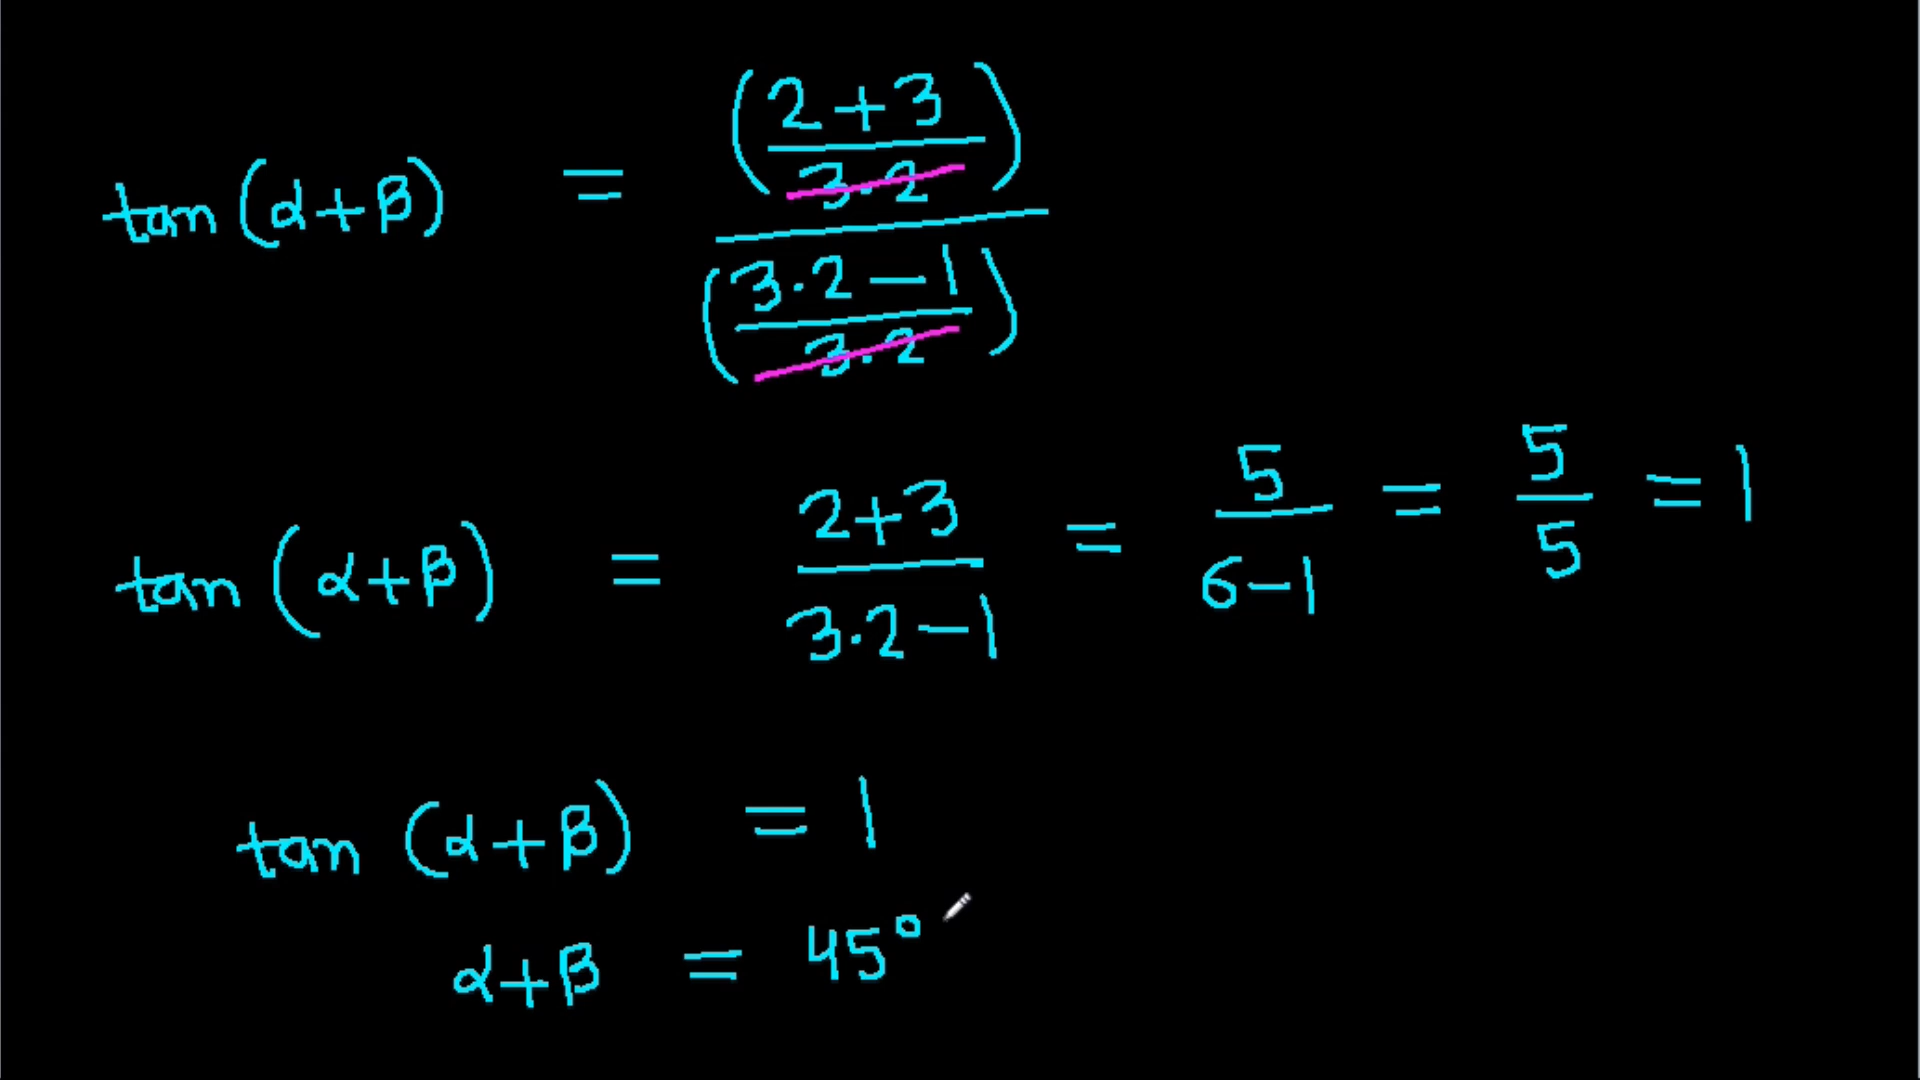 tan (α+β) = (2+3/3·2) / (3·2-1/3·2)
tan (α+β) = 2+3/3·2-1 = 5/6-1 = 5/5 = 1
tan (α+β) = 1
α+β = 45°